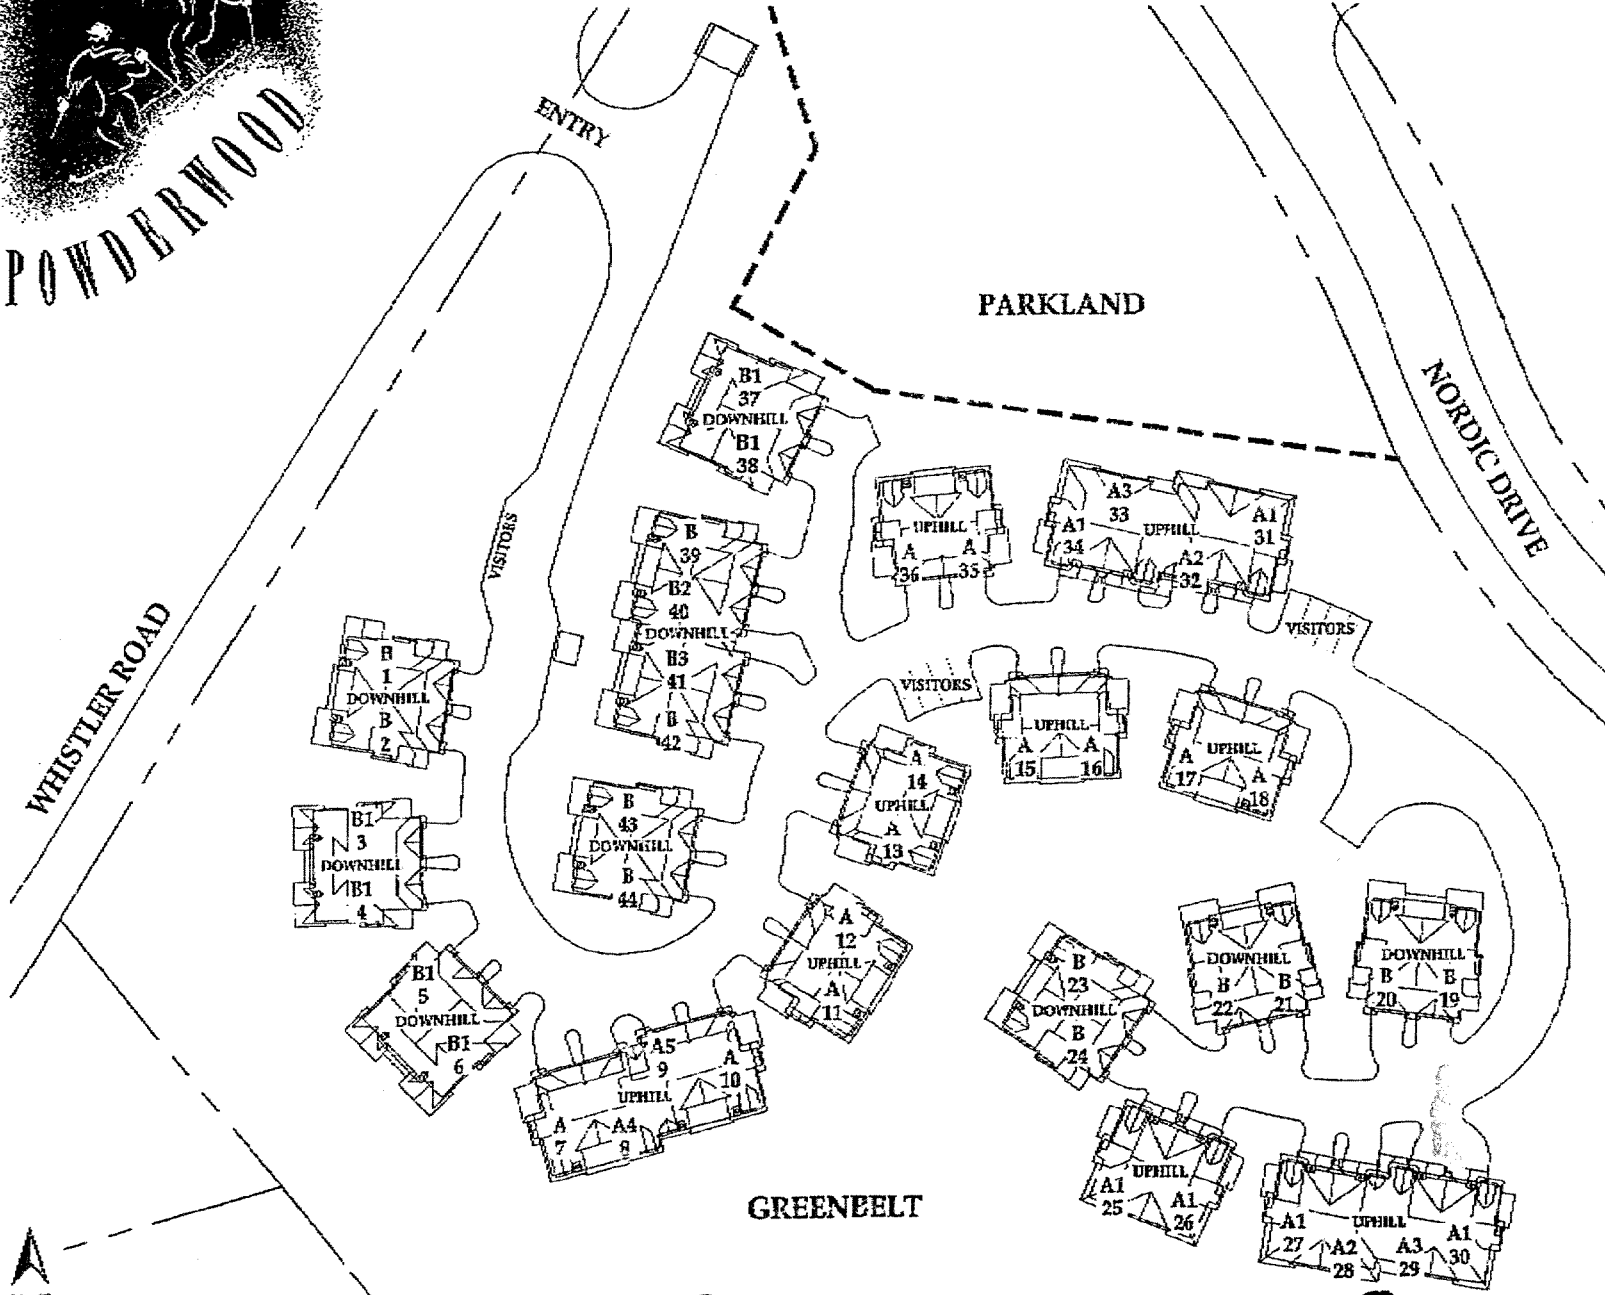 POWDERWOOD
ENTRY
PARKLAND
NORDIC DRIVE
WHISTLER ROAD
VISITORS
B1
37
DOWNHILL
B1
38
B
39
B2
40
DOWNHILL
B3
41
B
42
UPHILL
A
36
A
35
A3
33
A1
34
UPHILL
A1
31
A2
32
VISITORS
VISITORS
B
1
DOWNHILL
B
2
UPHILL
A
15
A
16
UPHILL
A
17
A
18
A
14
UPHILL
A
13
B
43
DOWNHILL
B
44
B1
3
DOWNHILL
B1
4
A
12
UPHILL
A
11
B1
5
DOWNHILL
B1
6
B
23
DOWNHILL
B
24
DOWNHILL
B
22
B
21
DOWNHILL
B
20
B
19
A5
9
A
10
UPHILL
A
7
A4
8
UPHILL
A1
25
A1
26
GREENBELT
UPHILL
A1
27
A2
28
A3
29
A1
30